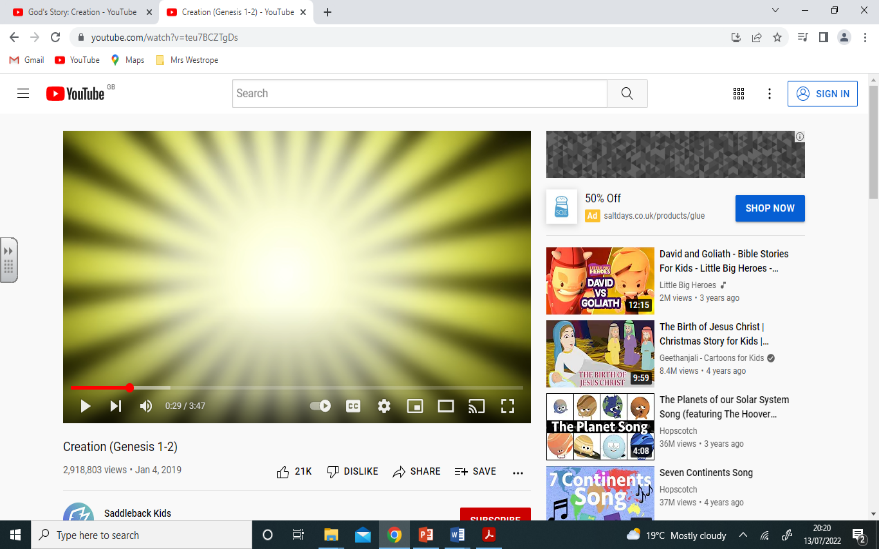 God's Story: Creation - YouTube
Creation (Genesis 1-2) - YouTube
youtube.com/watch?v=teu7BCZTgDs
Gmail YouTube Maps Mrs Westrope
YouTube GB
Search
SIGN IN
50% Off
Ad saltdays.co.uk/products/glue
SHOP NOW
LITTLE BIG HEROES
DAVID
VS
GOLIATH
12:15
David and Goliath - Bible Stories
For Kids - Little Big Heroes -...
Little Big Heroes
2M views • 3 years ago
THE BIRTH OF
JESUS CHRIST
9:59
The Birth of Jesus Christ |
Christmas Story for Kids |...
Geethanjali - Cartoons for Kids
8.4M views • 4 years ago
The Planet Song
4:08
The Planets of our Solar System
Song (featuring The Hoover...
Hopscotch
36M views • 3 years ago
7 Continents
Song
Seven Continents Song
Hopscotch
37M views • 4 years ago
0:29 / 3:47
CC
Creation (Genesis 1-2)
2,918,803 views • Jan 4, 2019
21K DISLIKE SHARE SAVE
Saddleback Kids
SUBSCRIBE
Type here to search
19°C Mostly cloudy
20:20
13/07/2022
2